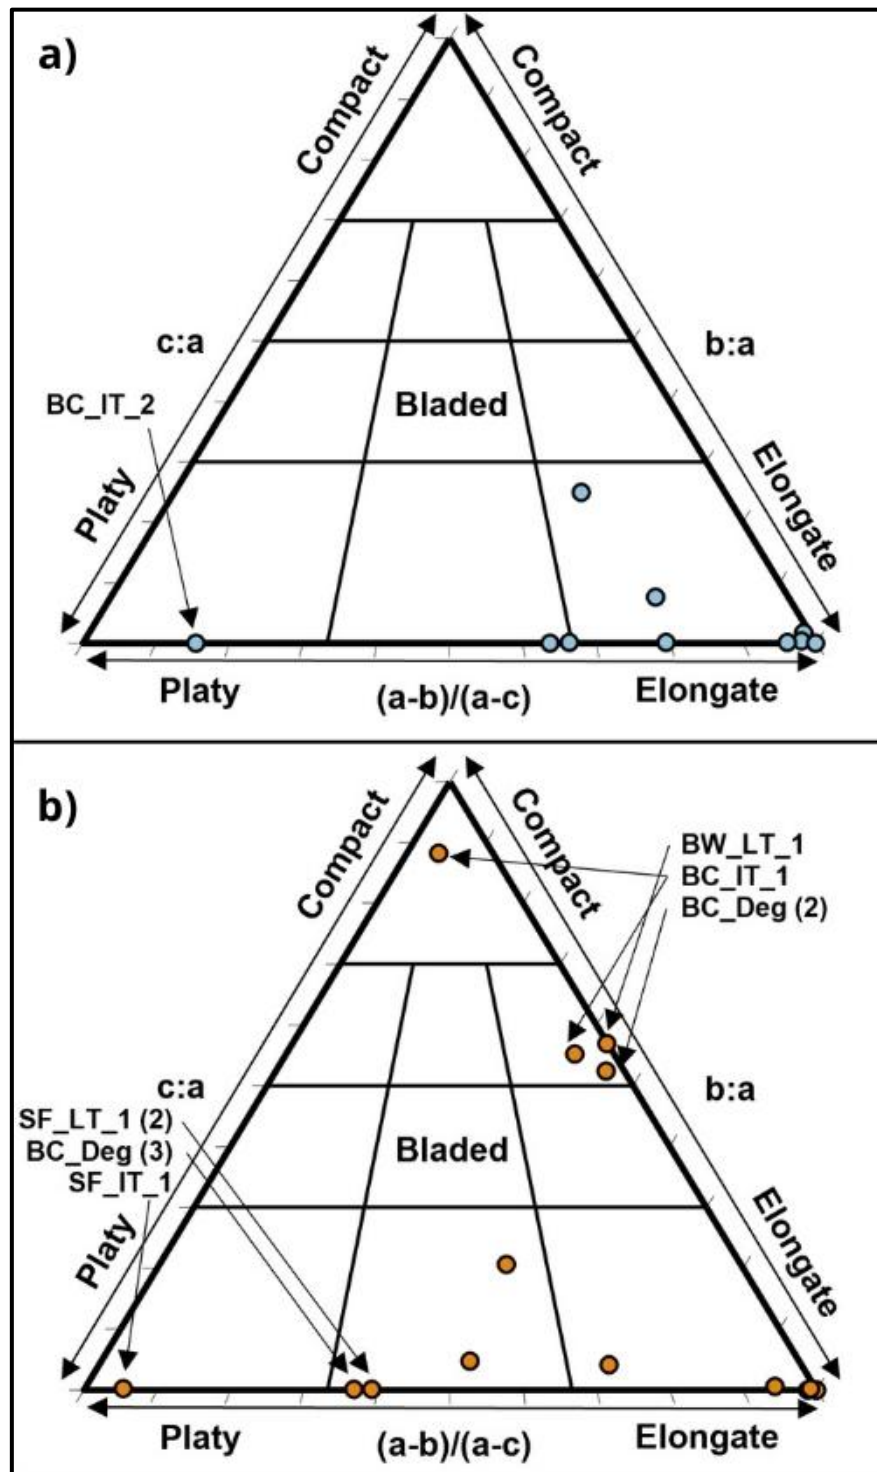 a)
Compact
Compact
c:a
b:a
BC_IT_2
Bladed
Platy
Elongate
Platy
(a-b)/(a-c)
Elongate
b)
Compact
Compact
BW_LT_1
BC_IT_1
BC_Deg (2)
c:a
b:a
SF_LT_1 (2)
BC_Deg (3)
SF_IT_1
Bladed
Platy
Elongate
Platy
(a-b)/(a-c)
Elongate